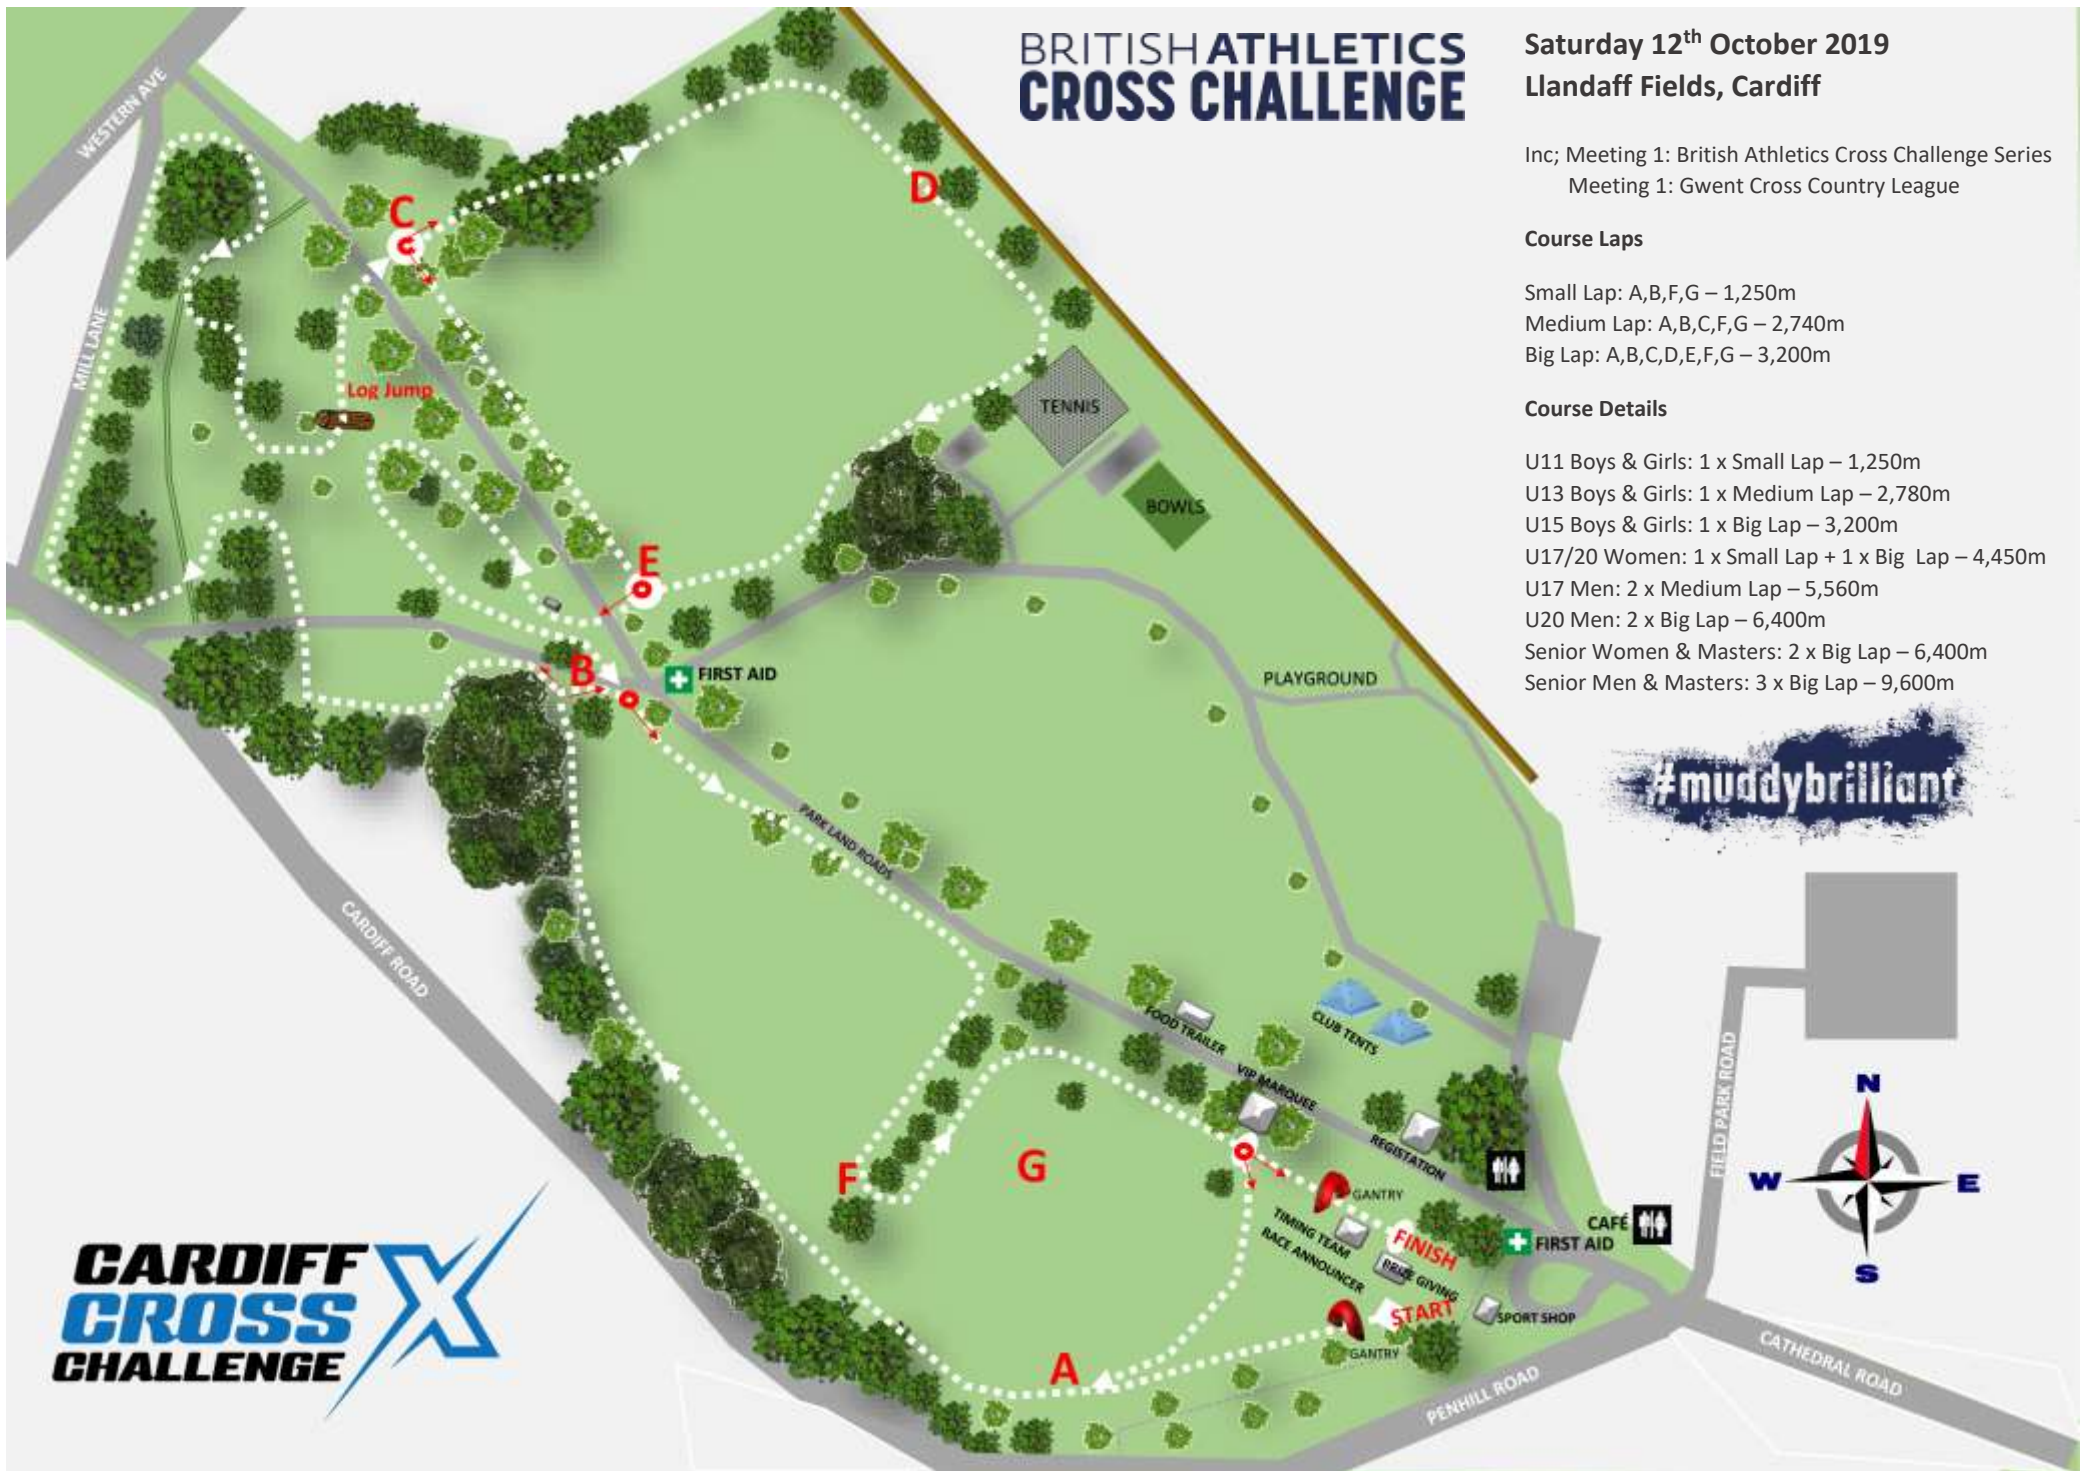 BRITISH ATHLETICS
CROSS CHALLENGE
Saturday 12th October 2019
Llandaff Fields, Cardiff
Inc; Meeting 1: British Athletics Cross Challenge Series
Meeting 1: Gwent Cross Country League
Course Laps
Small Lap: A,B,F,G – 1,250m
Medium Lap: A,B,C,F,G – 2,740m
Big Lap: A,B,C,D,E,F,G – 3,200m
Course Details
U11 Boys & Girls: 1 x Small Lap – 1,250m
U13 Boys & Girls: 1 x Medium Lap – 2,780m
U15 Boys & Girls: 1 x Big Lap – 3,200m
U17/20 Women: 1 x Small Lap + 1 x Big Lap – 4,450m
U17 Men: 2 x Medium Lap – 5,560m
U20 Men: 2 x Big Lap – 6,400m
Senior Women & Masters: 2 x Big Lap – 6,400m
Senior Men & Masters: 3 x Big Lap – 9,600m
#muddybrilliant
WESTERN AVE
MILL LANE
C
D
Log Jump
TENNIS
BOWLS
E
B
FIRST AID
PLAYGROUND
PARK LAND ROADS
CARDIFF ROAD
FOOD TRAILER
CLUB TENTS
VIP MARQUEE
REGISTATION
F
G
GANTRY
TIMING TEAM
RACE ANNOUNCER
FINISH
PRIZE GIVING
START
GANTRY
SPORT SHOP
CAFÉ
FIRST AID
A
PENHILL ROAD
CATHEDRAL ROAD
FIELD PARK ROAD
N
W
E
S
CARDIFF
CROSS X
CHALLENGE